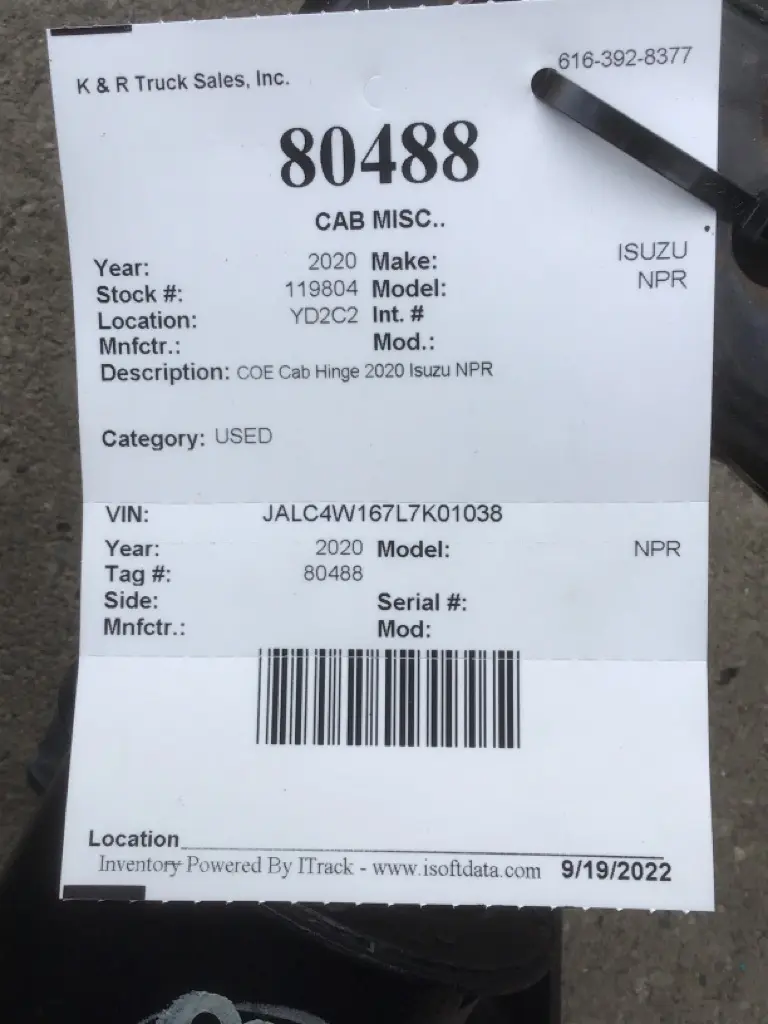 K & R Truck Sales, Inc. 616-392-8377
80488
CAB MISC..
Year: 2020 Make: ISUZU
Stock #: 119804 Model: NPR
Location: YD2C2 Int. #
Mnfctr.: Mod.:
Description: COE Cab Hinge 2020 Isuzu NPR
Category: USED
VIN: JALC4W167L7K01038
Year: 2020 Model: NPR
Tag #: 80488
Side: Serial #:
Mnfctr.: Mod:
Location
Inventory Powered By ITrack - www.isoftdata.com 9/19/2022